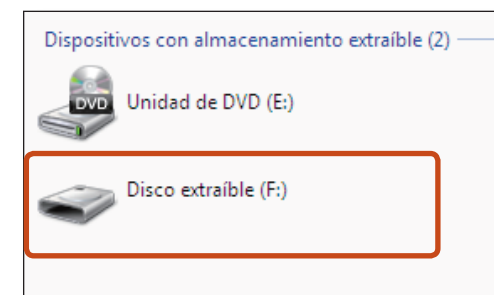 Dispositivos con almacenamiento extraíble (2)
DVD
Unidad de DVD (E:)
Disco extraíble (F:)